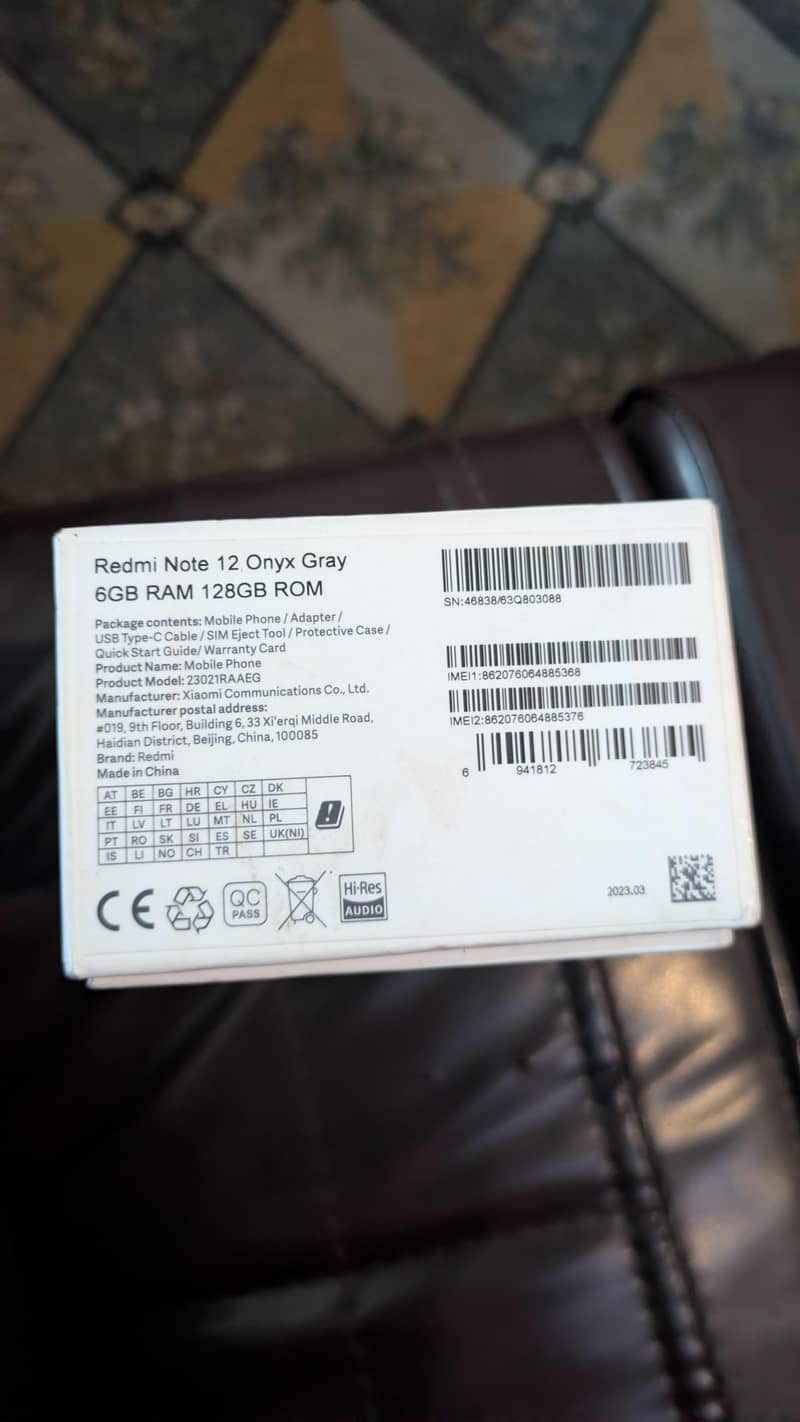 Redmi Note 12 Onyx Gray
6GB RAM 128GB ROM
Package contents: Mobile Phone / Adapter /
USB Type-C Cable / SIM Eject Tool / Protective Case /
Quick Start Guide/ Warranty Card
Product Name: Mobile Phone
Product Model: 23021RAAEG
Manufacturer: Xiaomi Communications Co., Ltd.
Manufacturer postal address:
#019, 9th Floor, Building 6, 33 Xi'erqi Middle Road,
Haidian District, Beijing, China, 100085
Brand: Redmi
Made in China
AT BE BG HR CY CZ DK
EE FI FR DE EL HU IE
IT LV LT LU MT NL PL
PT RO SK SI ES SE UK(NI)
IS LI NO CH TR
CE
QC
PASS
Hi-Res
AUDIO
SN:46838/63Q803088
IMEI1:862076064885368
IMEI2:862076064885376
6 941812 723845
2023.03